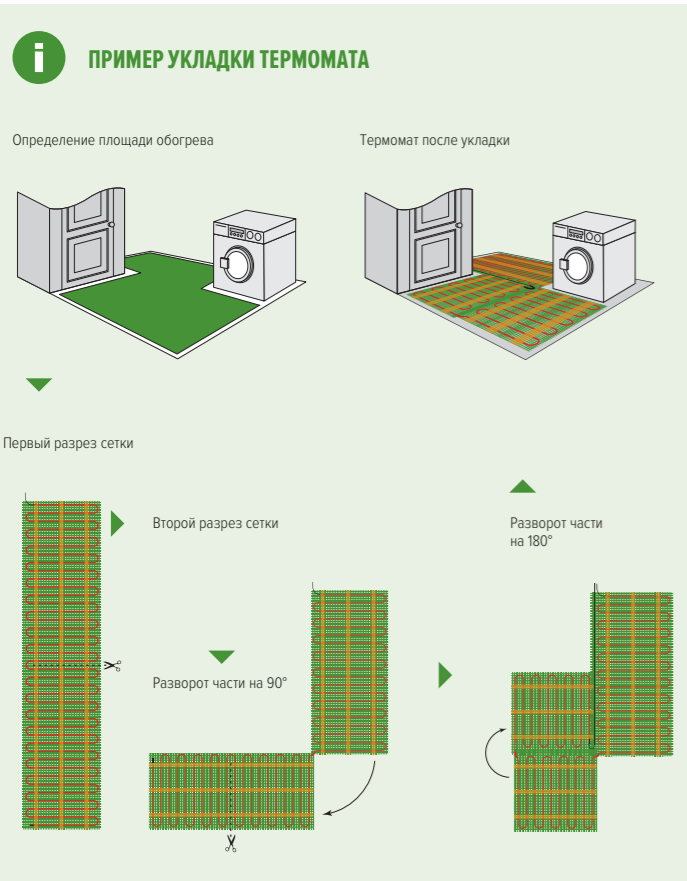 i
ПРИМЕР УКЛАДКИ ТЕРМОМАТА
Определение площади обогрева
Термомат после укладки
Первый разрез сетки
Второй разрез сетки
Разворот части на 90°
Разворот части
на 180°